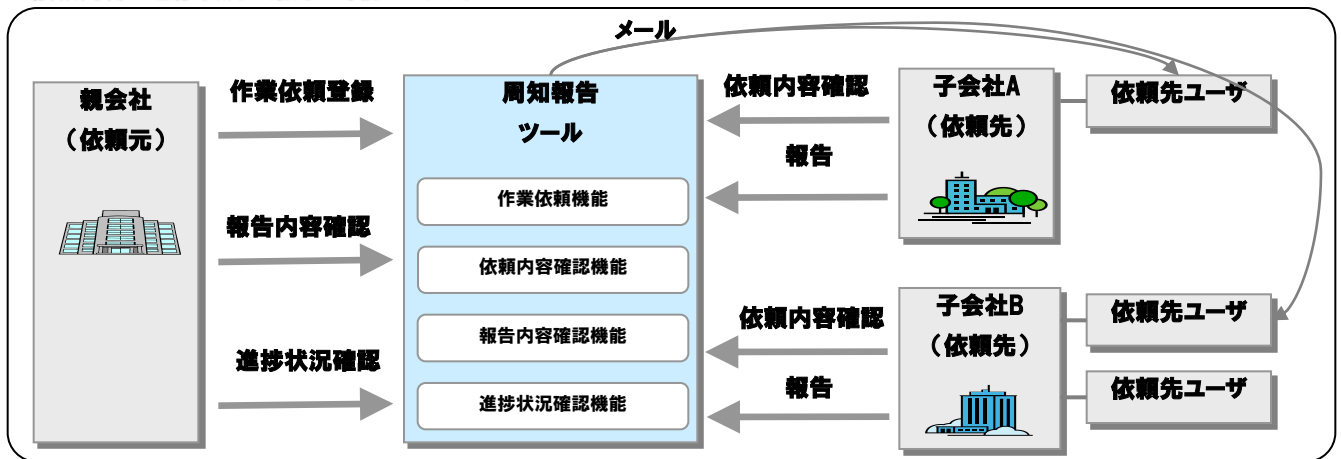 メール
親会社
（依頼元）
作業依頼登録
報告内容確認
進捗状況確認
周知報告
ツール
作業依頼機能
依頼内容確認機能
報告内容確認機能
進捗状況確認機能
依頼内容確認
報告
子会社A
（依頼先）
依頼先ユーザ
依頼内容確認
報告
子会社B
（依頼先）
依頼先ユーザ
依頼先ユーザ